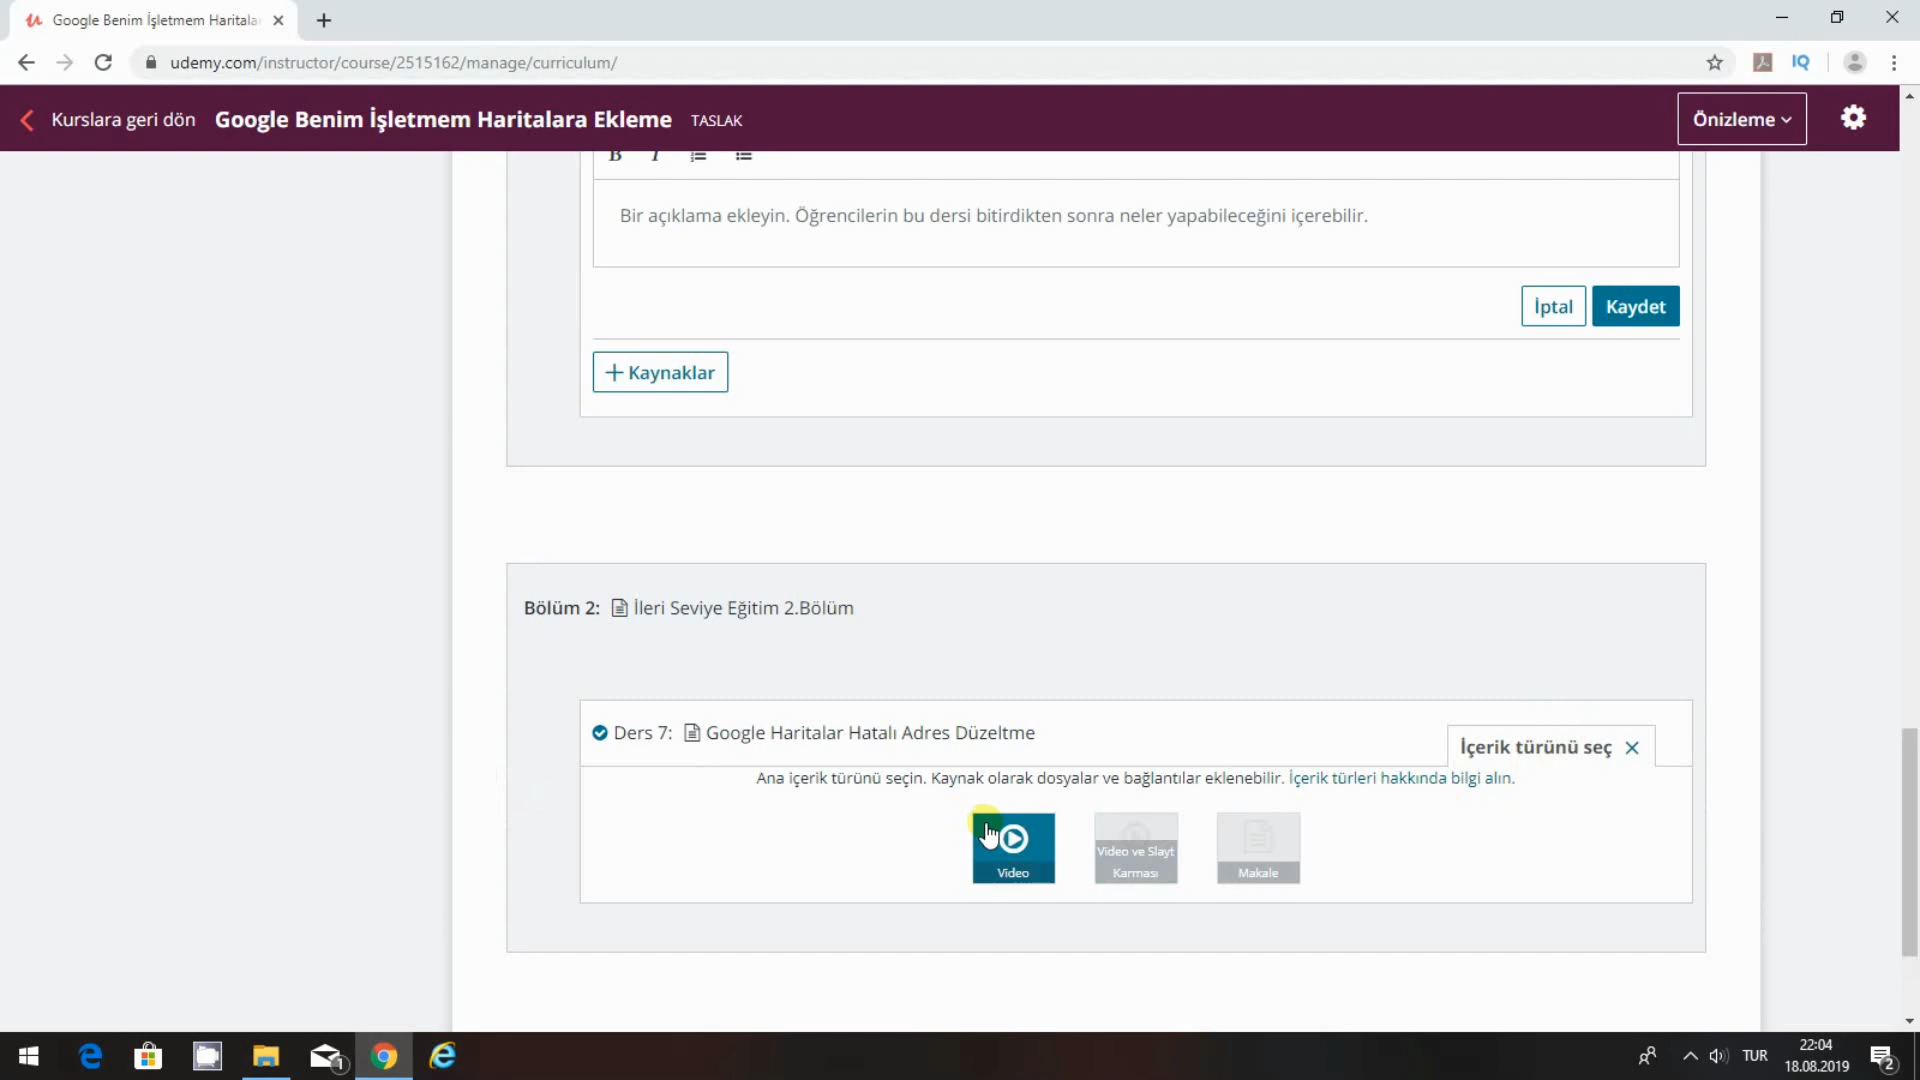 Google Benim İşletmem Haritala
udemy.com/instructor/course/2515162/manage/curriculum/
IQ
Kurslara geri dön Google Benim İşletmem Haritalara Ekleme TASLAK
Önizleme
B I
Bir açıklama ekleyin. Öğrencilerin bu dersi bitirdikten sonra neler yapabileceğini içerebilir.
İptal Kaydet
+ Kaynaklar
Bölüm 2: İleri Seviye Eğitim 2.Bölüm
Ders 7: Google Haritalar Hatalı Adres Düzeltme
İçerik türünü seç
Ana içerik türünü seçin. Kaynak olarak dosyalar ve bağlantılar eklenebilir. İçerik türleri hakkında bilgi alın.
Video
Video ve Slayt
Karması
Makale
1
TUR
22:04
18.08.2019
2